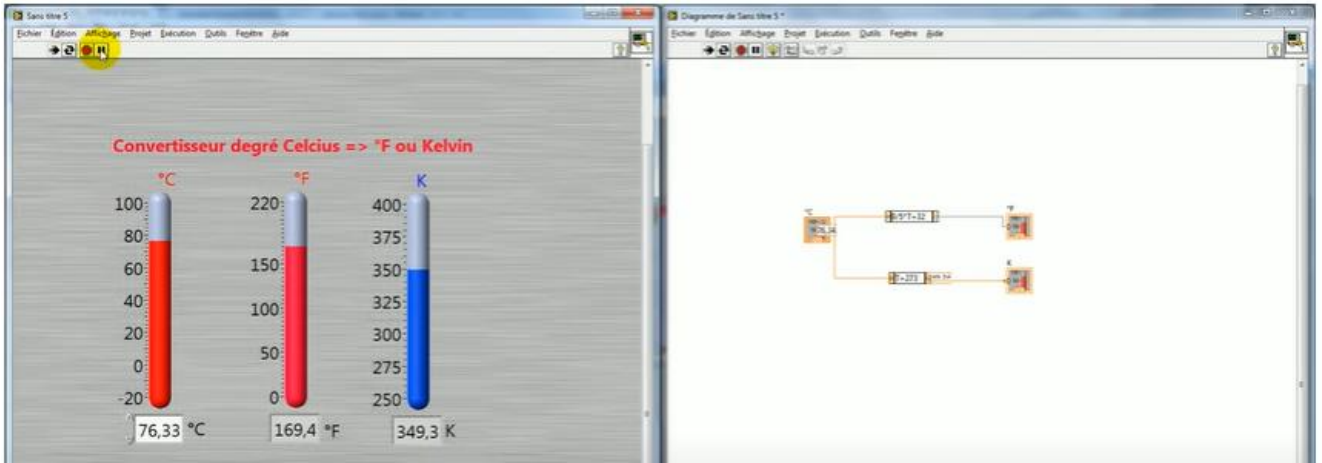 Sans titre 5
Fichier Edition Affichage Projet Exécution Outils Fenêtre Aide
Convertisseur degré Celcius => °F ou Kelvin
°C °F K
100 220 400
80 375
60 150 350
40 100 325
20 300
0 50 275
-20 0 250
76,33 °C 169,4 °F 349,3 K
Diagramme de Sans titre 5 *
Fichier Edition Affichage Projet Exécution Outils Fenêtre Aide
°C °F
K